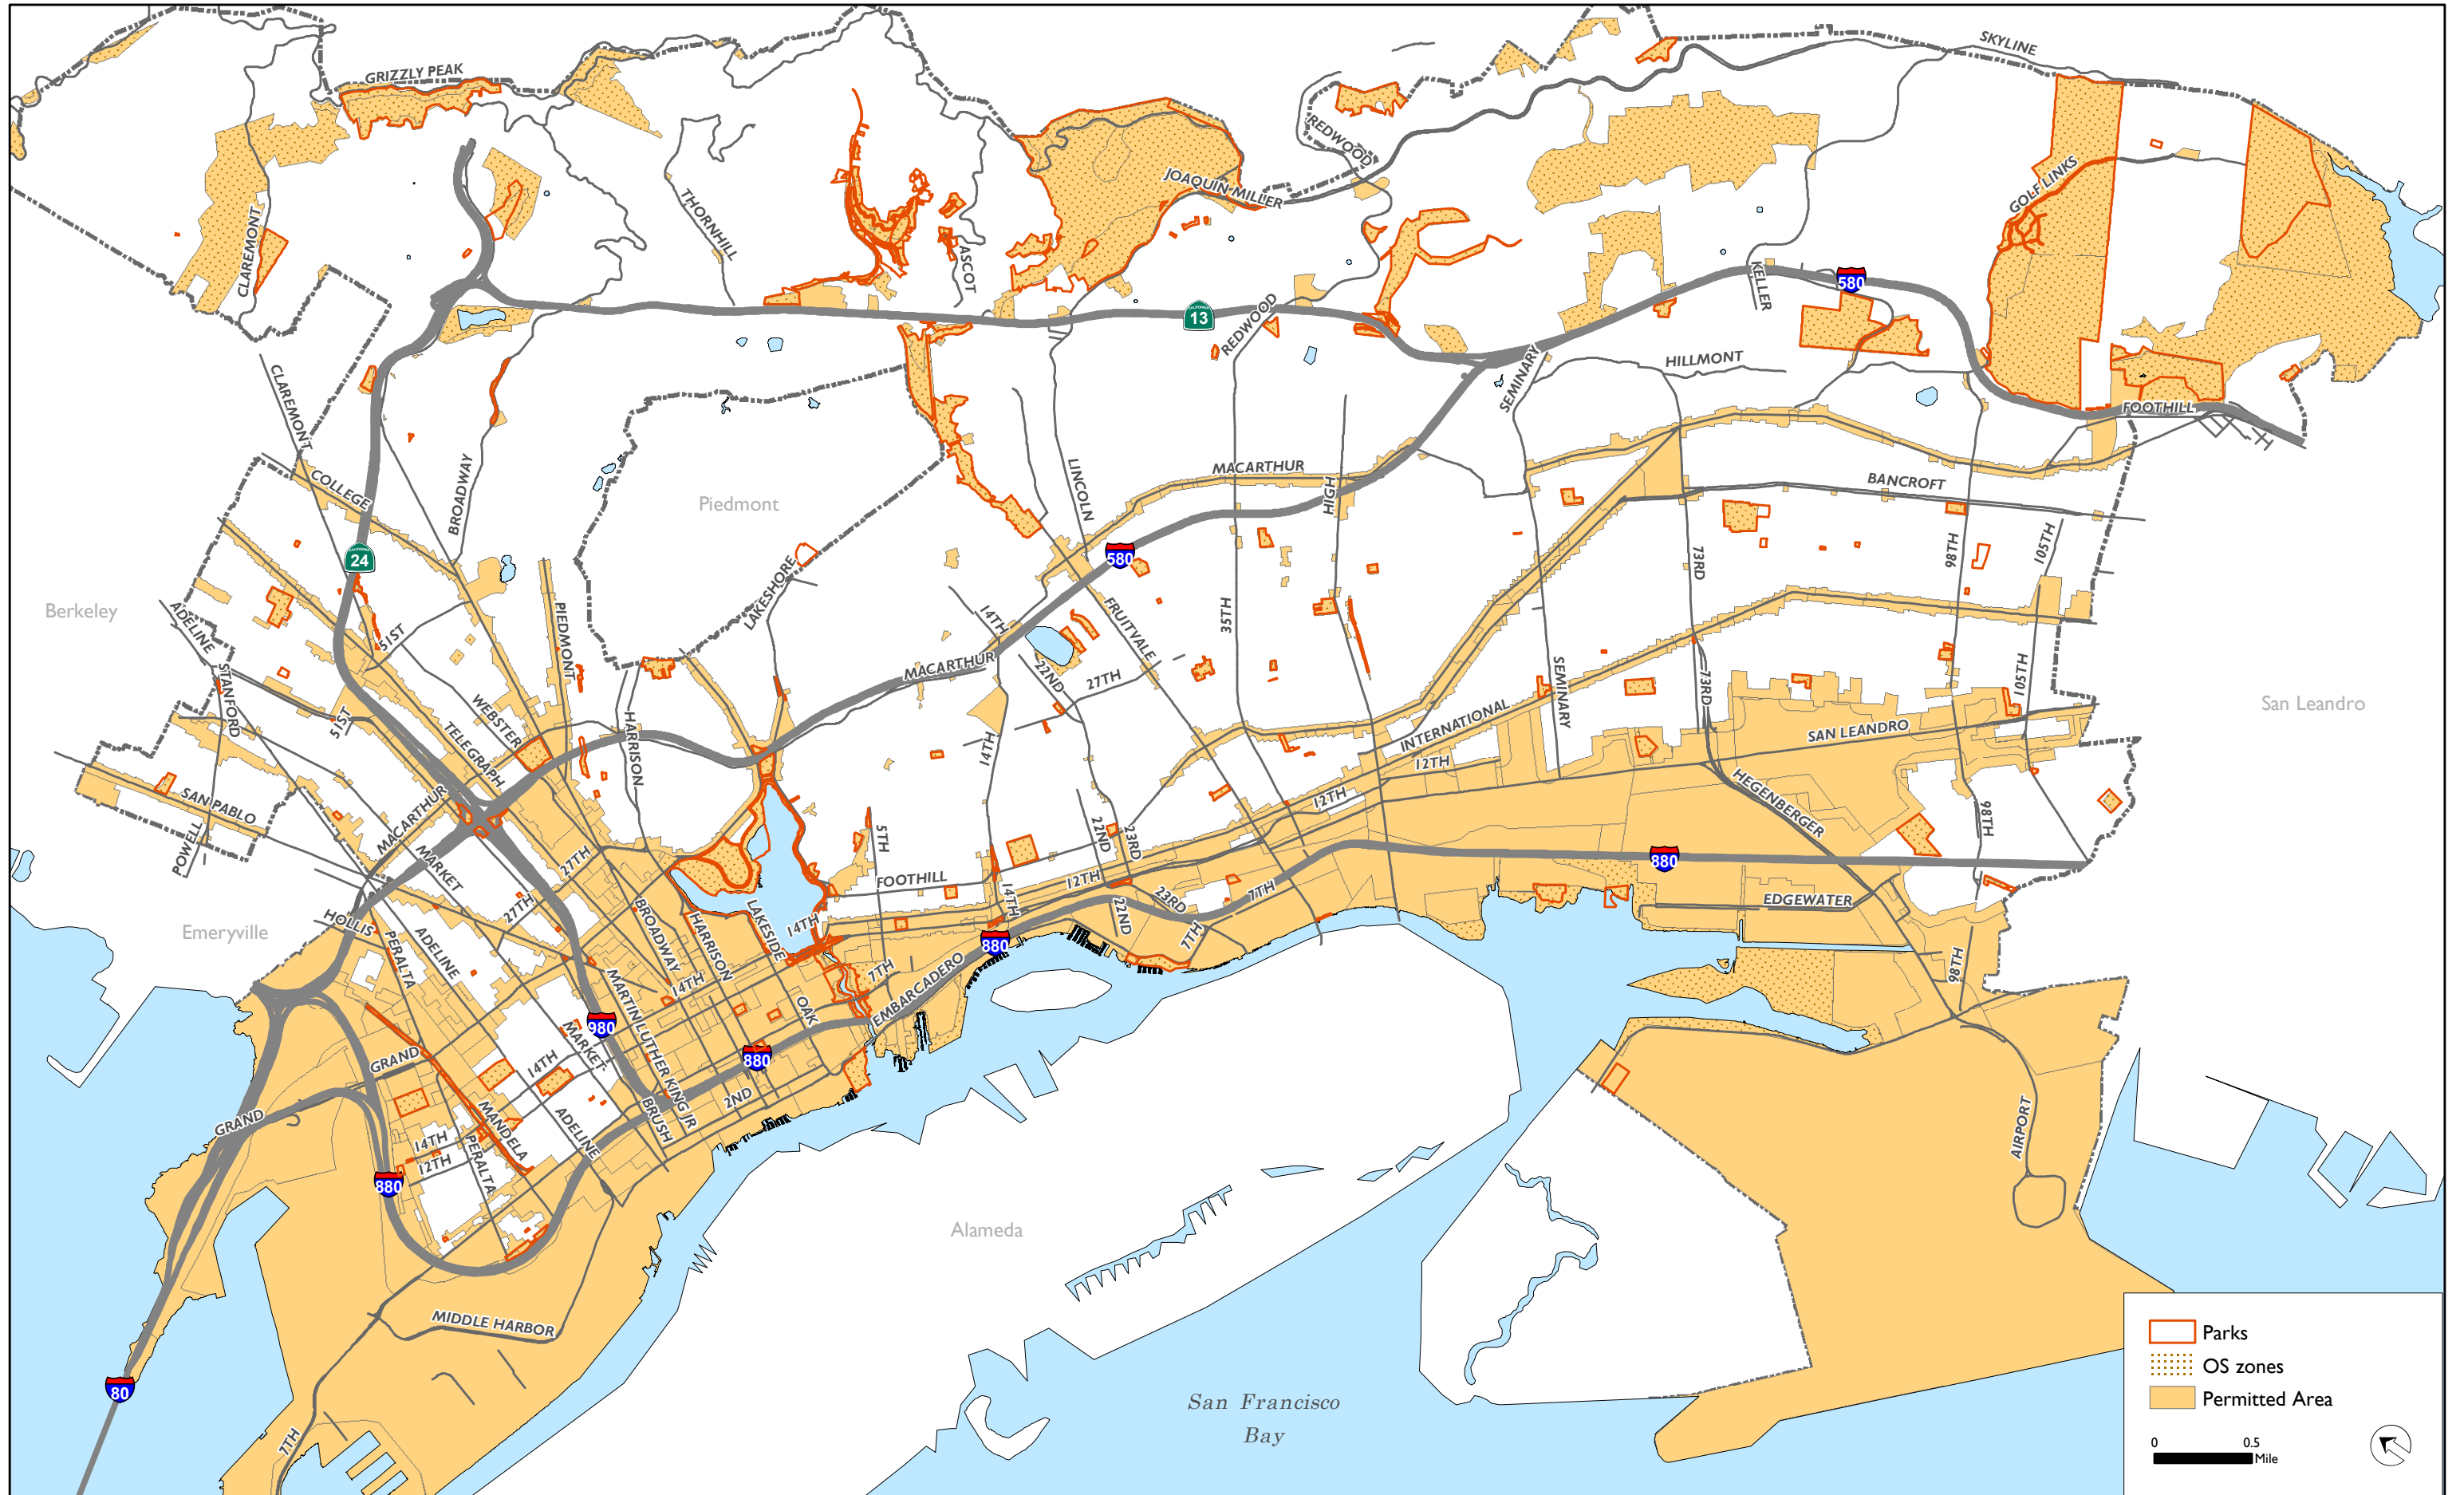 SKYLINE
GRIZZLY PEAK
REDWOOD
JOAQUIN MILLER
GOLF LINKS
THORNHILL
CLAREMONT
ASCOT
KELLER
580
13
REDWOOD
SEMINARY
HILLMONT
CLAREMONT
FOOTHILL
COLLEGE
BROADWAY
Piedmont
LINCOLN
MACARTHUR
HIGH
BANCROFT
24
580
73RD
98TH
105TH
Berkeley
ADELINE
51ST
PIEDMONT
LAKESHORE
14TH
FRUITVALE
35TH
STANFORD
MACARTHUR
22ND
27TH
SEMINARY
73RD
105TH
San Leandro
51ST
WEBSTER
TELEGRAPH
HARRISON
14TH
INTERNATIONAL
12TH
SAN LEANDRO
SAN PABLO
POWELL
MACARTHUR
MARKET
27TH
5TH
22ND
23RD
12TH
HEGENBERGER
98TH
880
FOOTHILL
12TH
14TH
23RD
7TH
22ND
7TH
EDGEWATER
Emeryville
HOLLIS
PERALTA
ADELINE
27TH
BROADWAY
HARRISON
LAKESIDE
14TH
880
98TH
14TH
7TH
EMBARCADERO
OAK
MARTIN LUTHER KING JR
980
MARKET
880
GRAND
14TH
2ND
BRUSH
GRAND
MANDELA
ADELINE
14TH
12TH
PERALTA
880
AIRPORT
Alameda
MIDDLE HARBOR
80
7TH
San Francisco
Bay
Parks
OS zones
Permitted Area
0 0.5
Mile